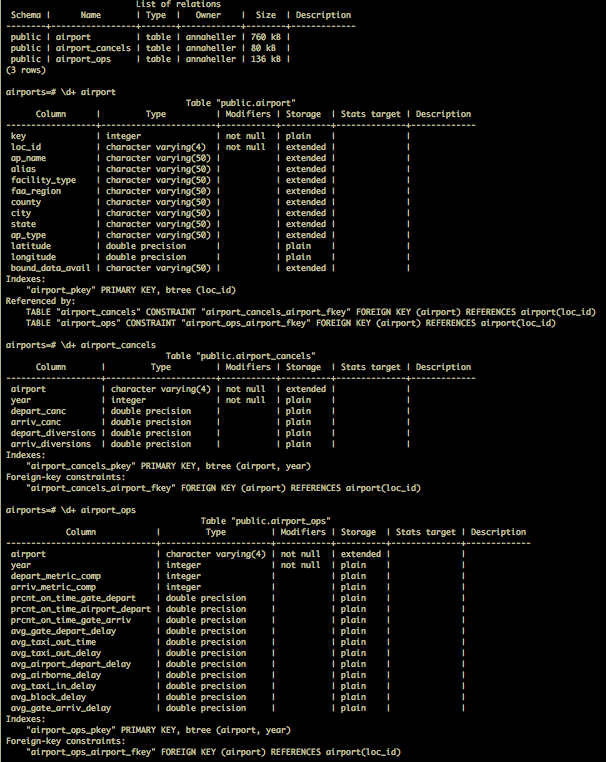 List of relations
 Schema |      Name       | Type  |   Owner    |  Size  | Description
--------+-----------------+-------+------------+--------+-------------
 public | airport         | table | annaheller | 760 kB |
 public | airport_cancels | table | annaheller | 80 kB  |
 public | airport_ops     | table | annaheller | 136 kB |
(3 rows)

airports=# \d+ airport
                                    Table "public.airport"
      Column      |         Type          | Modifiers | Storage  | Stats target | Description
------------------+-----------------------+-----------+----------+--------------+-------------
 key              | integer               | not null  | plain    |              |
 loc_id           | character varying(4)  | not null  | extended |              |
 ap_name          | character varying(50) |           | extended |              |
 alias            | character varying(50) |           | extended |              |
 facility_type    | character varying(50) |           | extended |              |
 faa_region       | character varying(50) |           | extended |              |
 county           | character varying(50) |           | extended |              |
 city             | character varying(50) |           | extended |              |
 state            | character varying(50) |           | extended |              |
 ap_type          | character varying(50) |           | extended |              |
 latitude         | double precision      |           | plain    |              |
 longitude        | double precision      |           | plain    |              |
 bound_data_avail | character varying(50) |           | extended |              |
Indexes:
    "airport_pkey" PRIMARY KEY, btree (loc_id)
Referenced by:
    TABLE "airport_cancels" CONSTRAINT "airport_cancels_airport_fkey" FOREIGN KEY (airport) REFERENCES airport(loc_id)
    TABLE "airport_ops" CONSTRAINT "airport_ops_airport_fkey" FOREIGN KEY (airport) REFERENCES airport(loc_id)

airports=# \d+ airport_cancels
                                Table "public.airport_cancels"
      Column       |         Type         | Modifiers | Storage  | Stats target | Description
-------------------+----------------------+-----------+----------+--------------+-------------
 airport           | character varying(4) | not null  | extended |              |
 year              | integer              | not null  | plain    |              |
 depart_canc       | double precision     |           | plain    |              |
 arriv_canc        | double precision     |           | plain    |              |
 depart_diversions | double precision     |           | plain    |              |
 arriv_diversions  | double precision     |           | plain    |              |
Indexes:
    "airport_cancels_pkey" PRIMARY KEY, btree (airport, year)
Foreign-key constraints:
    "airport_cancels_airport_fkey" FOREIGN KEY (airport) REFERENCES airport(loc_id)

airports=# \d+ airport_ops
                                       Table "public.airport_ops"
            Column            |         Type         | Modifiers | Storage  | Stats target | Description
------------------------------+----------------------+-----------+----------+--------------+-------------
 airport                      | character varying(4) | not null  | extended |              |
 year                         | integer              | not null  | plain    |              |
 depart_metric_comp           | integer              |           | plain    |              |
 arriv_metric_comp            | integer              |           | plain    |              |
 prcnt_on_time_gate_depart    | double precision     |           | plain    |              |
 prcnt_on_time_airport_depart | double precision     |           | plain    |              |
 prcnt_on_time_gate_arriv     | double precision     |           | plain    |              |
 avg_gate_depart_delay        | double precision     |           | plain    |              |
 avg_taxi_out_time            | double precision     |           | plain    |              |
 avg_taxi_out_delay           | double precision     |           | plain    |              |
 avg_airport_depart_delay     | double precision     |           | plain    |              |
 avg_airborne_delay           | double precision     |           | plain    |              |
 avg_taxi_in_delay            | double precision     |           | plain    |              |
 avg_block_delay              | double precision     |           | plain    |              |
 avg_gate_arriv_delay         | double precision     |           | plain    |              |
Indexes:
    "airport_ops_pkey" PRIMARY KEY, btree (airport, year)
Foreign-key constraints:
    "airport_ops_airport_fkey" FOREIGN KEY (airport) REFERENCES airport(loc_id)